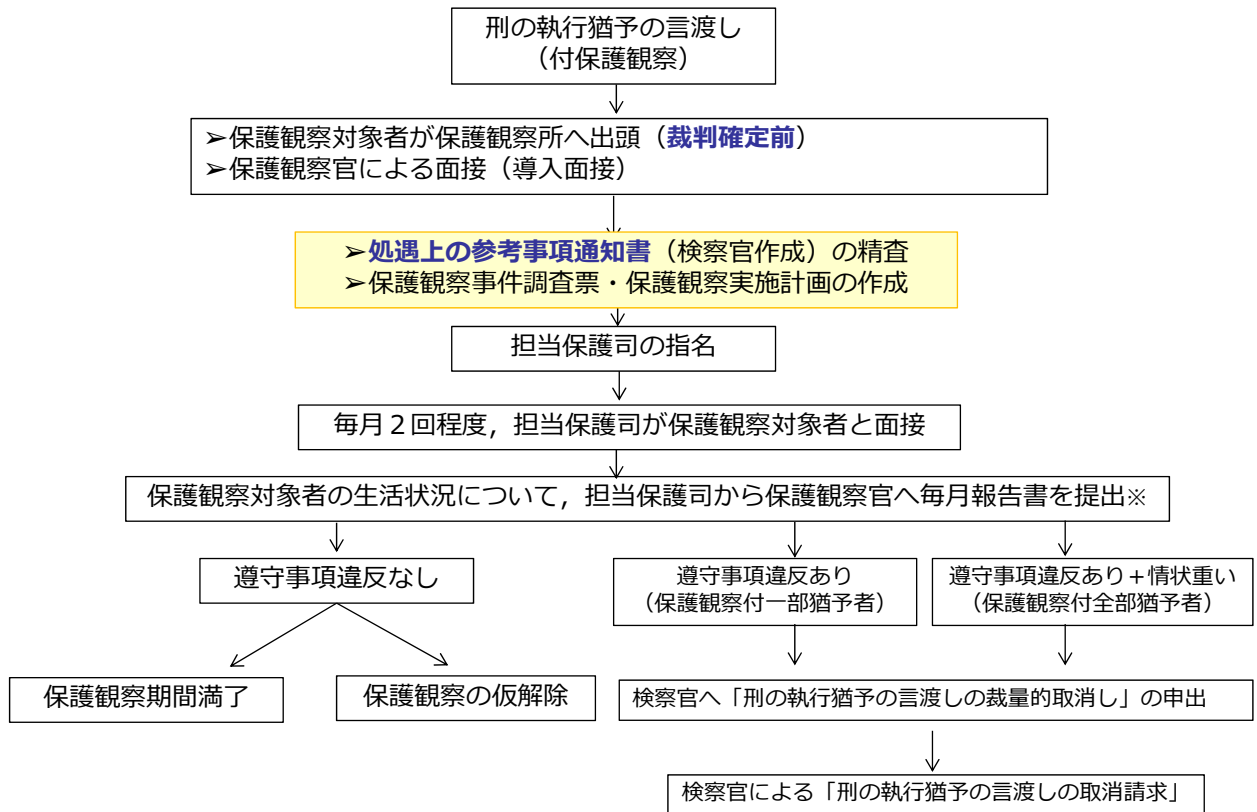 刑の執行猶予の言渡し
（付保護観察）
➢保護観察対象者が保護観察所へ出頭（裁判確定前）
➢保護観察官による面接（導入面接）
➢処遇上の参考事項通知書（検察官作成）の精査
➢保護観察事件調査票・保護観察実施計画の作成
担当保護司の指名
毎月２回程度，担当保護司が保護観察対象者と面接
保護観察対象者の生活状況について，担当保護司から保護観察官へ毎月報告書を提出※
遵守事項違反なし
遵守事項違反あり
（保護観察付一部猶予者）
遵守事項違反あり＋情状重い
（保護観察付全部猶予者）
保護観察期間満了
保護観察の仮解除
検察官へ「刑の執行猶予の言渡しの裁量的取消し」の申出
検察官による「刑の執行猶予の言渡しの取消請求」